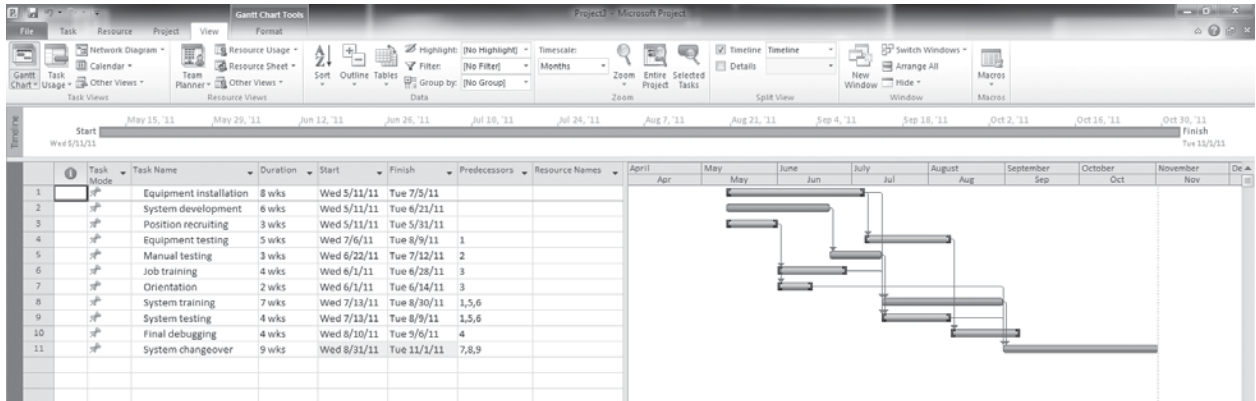 Gantt Chart Tools
Project2 – Microsoft Project
File Task Resource Project View Format
Gantt Chart
Task Usage
Network Diagram
Calendar
Other Views
Task Views
Team Planner
Resource Usage
Resource Sheet
Other Views
Resource Views
Sort
Outline
Tables
Highlight: [No Highlight]
Filter: [No Filter]
Group by: [No Group]
Data
Timescale:
Months
Zoom
Entire Project
Selected Tasks
Zoom
Timeline Timeline
Details
Split View
New Window
Switch Windows
Arrange All
Hide
Window
Macros
Macros
Timeline
May 15, '11 May 29, '11 Jun 12, '11 Jun 26, '11 Jul 10, '11 Jul 24, '11 Aug 7, '11 Aug 21, '11 Sep 4, '11 Sep 18, '11 Oct 2, '11 Oct 16, '11 Oct 30, '11
Start
Wed 5/11/11
Finish
Tue 11/1/11
Task Mode Task Name Duration Start Finish Predecessors Resource Names
April May June July August September October November De
Apr May Jun Jul Aug Sep Oct Nov
1 Equipment installation 8 wks Wed 5/11/11 Tue 7/5/11
2 System development 6 wks Wed 5/11/11 Tue 6/21/11
3 Position recruiting 3 wks Wed 5/11/11 Tue 5/31/11
4 Equipment testing 5 wks Wed 7/6/11 Tue 8/9/11 1
5 Manual testing 3 wks Wed 6/22/11 Tue 7/12/11 2
6 Job training 4 wks Wed 6/1/11 Tue 6/28/11 3
7 Orientation 2 wks Wed 6/1/11 Tue 6/14/11 3
8 System training 7 wks Wed 7/13/11 Tue 8/30/11 1,5,6
9 System testing 4 wks Wed 7/13/11 Tue 8/9/11 1,5,6
10 Final debugging 4 wks Wed 8/10/11 Tue 9/6/11 4
11 System changeover 9 wks Wed 8/31/11 Tue 11/1/11 7,8,9